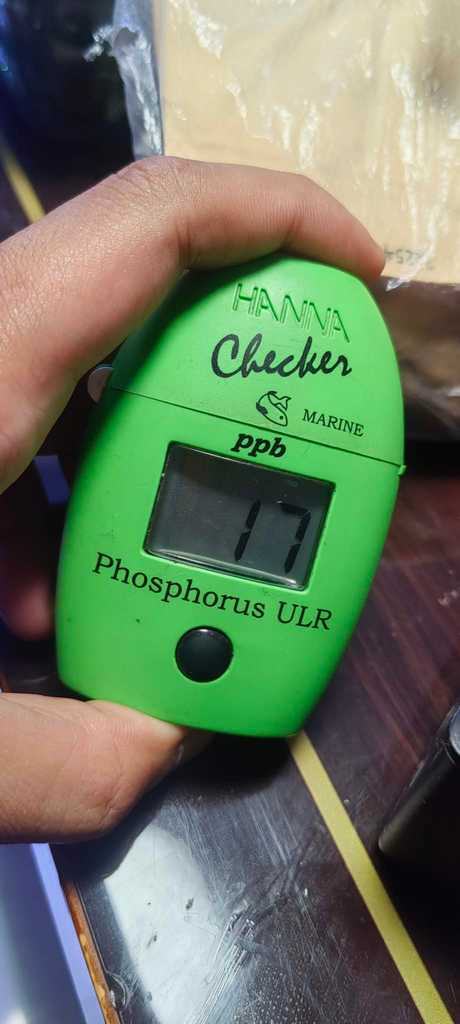 HANNA
Checker
MARINE
ppb
17
Phosphorus ULR